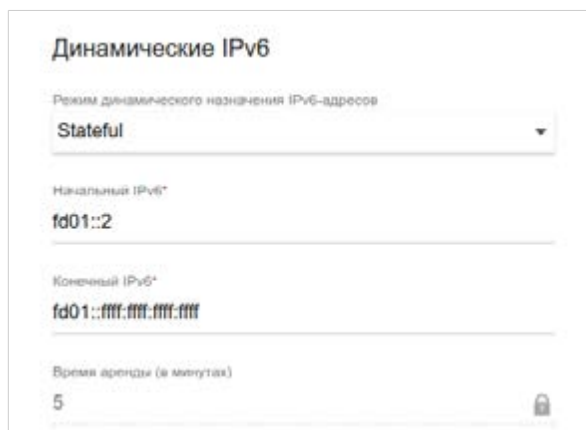 Динамические IPv6
Режим динамического назначения IPv6-адресов
Stateful
Начальный IPv6*
fd01::2
Конечный IPv6*
fd01::ffff:ffff:ffff:ffff
Время аренды (в минутах)
5